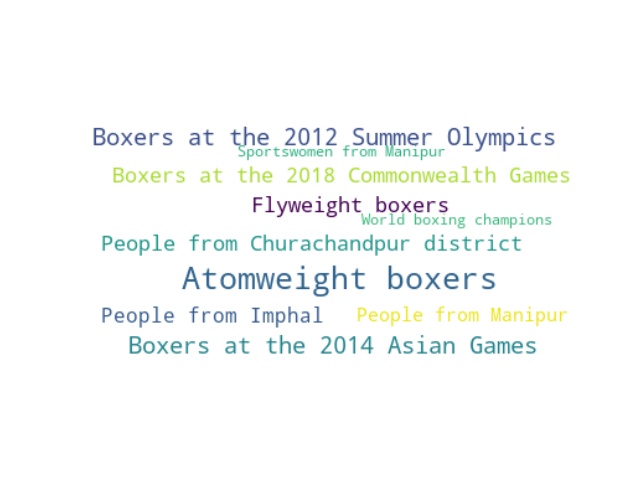 Boxers at the 2012 Summer Olympics
Sportswomen from Manipur
Boxers at the 2018 Commonwealth Games
Flyweight boxers
World boxing champions
People from Churachandpur district
Atomweight boxers
People from Imphal People from Manipur
Boxers at the 2014 Asian Games